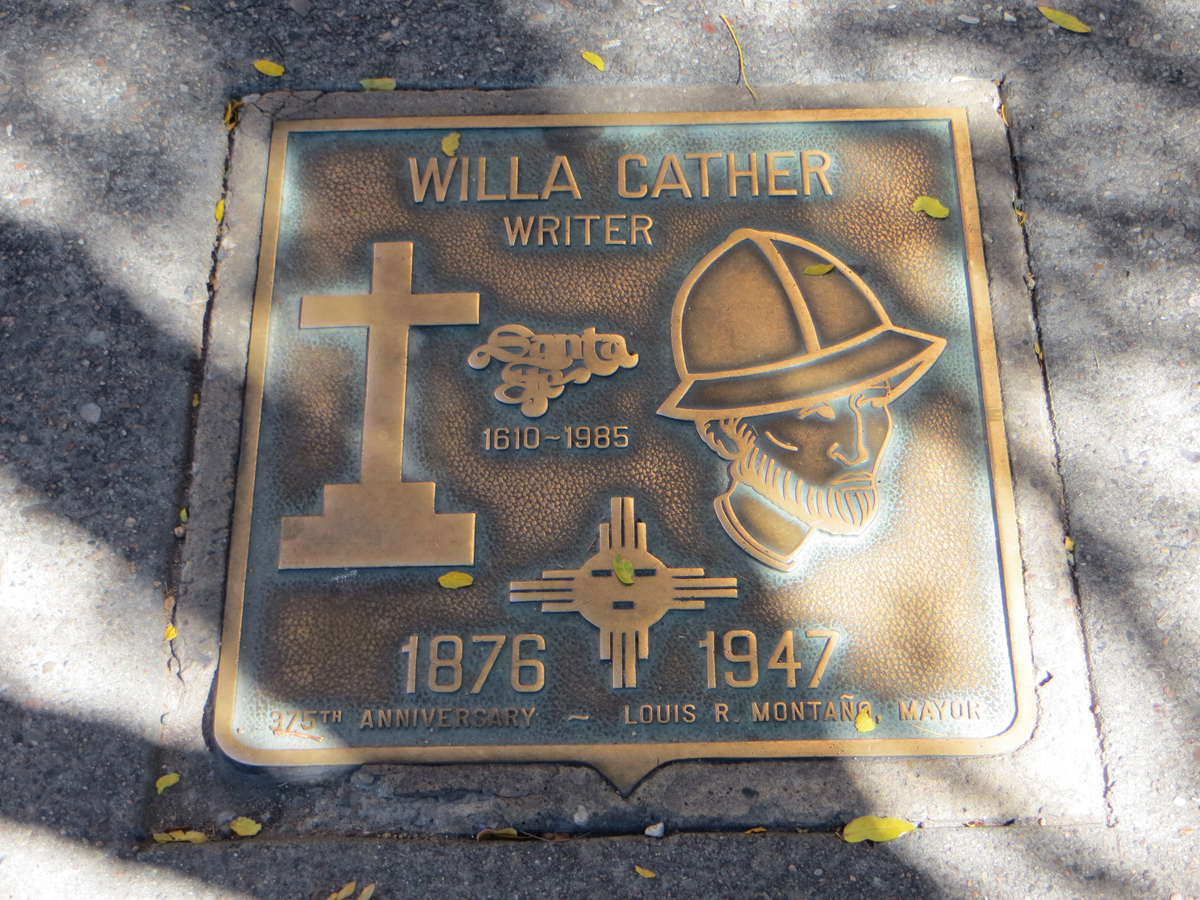 WILLA CATHER
WRITER
Santa
Fe
1610~1985
1876 1947
375TH ANNIVERSARY ~ LOUIS R. MONTAÑO, MAYOR